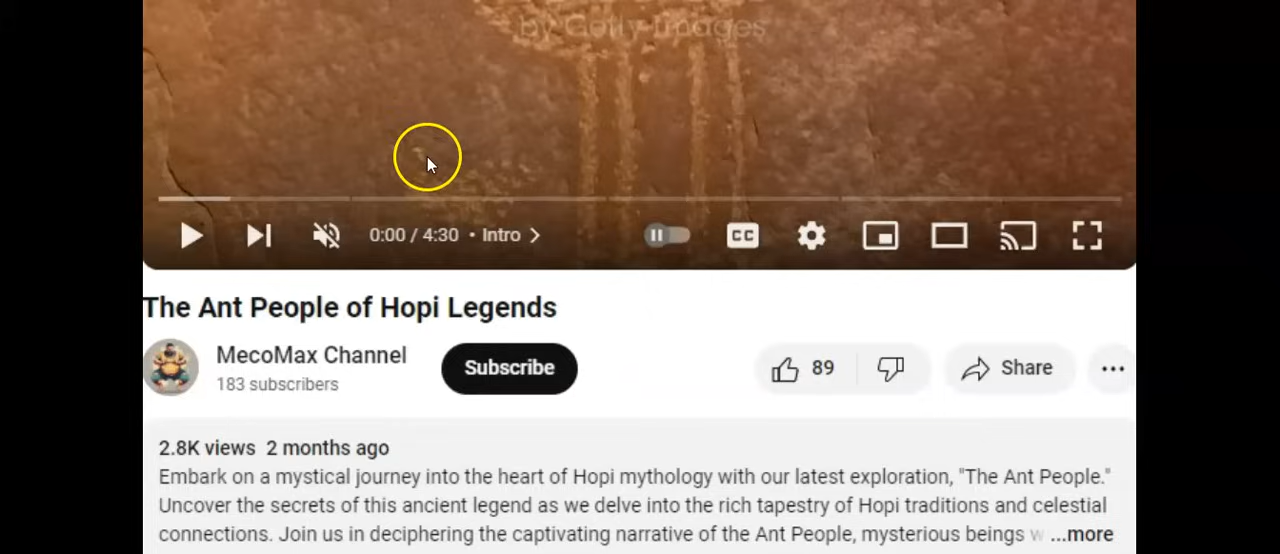 by Getty Images
0:00 / 4:30 • Intro
CC
The Ant People of Hopi Legends
MecoMax Channel
183 subscribers
Subscribe
89
Share
2.8K views 2 months ago
Embark on a mystical journey into the heart of Hopi mythology with our latest exploration, "The Ant People."
Uncover the secrets of this ancient legend as we delve into the rich tapestry of Hopi traditions and celestial
connections. Join us in deciphering the captivating narrative of the Ant People, mysterious beings w ...more